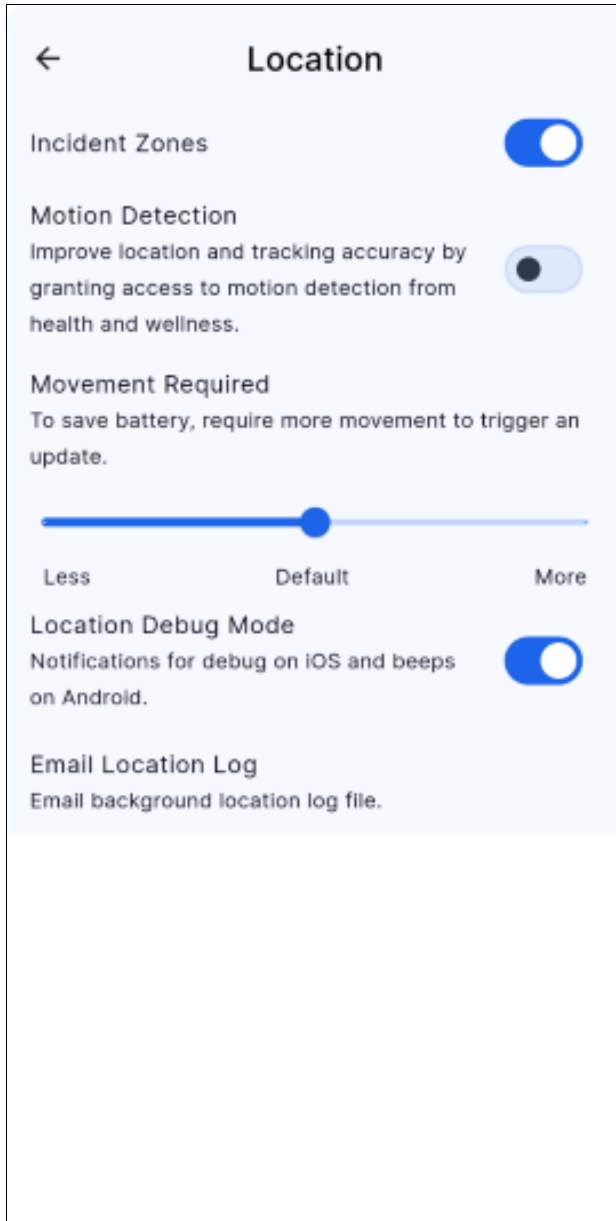 Location
Incident Zones
Motion Detection
Improve location and tracking accuracy by
granting access to motion detection from
health and wellness.
Movement Required
To save battery, require more movement to trigger an
update.
Less Default More
Location Debug Mode
Notifications for debug on iOS and beeps
on Android.
Email Location Log
Email background location log file.